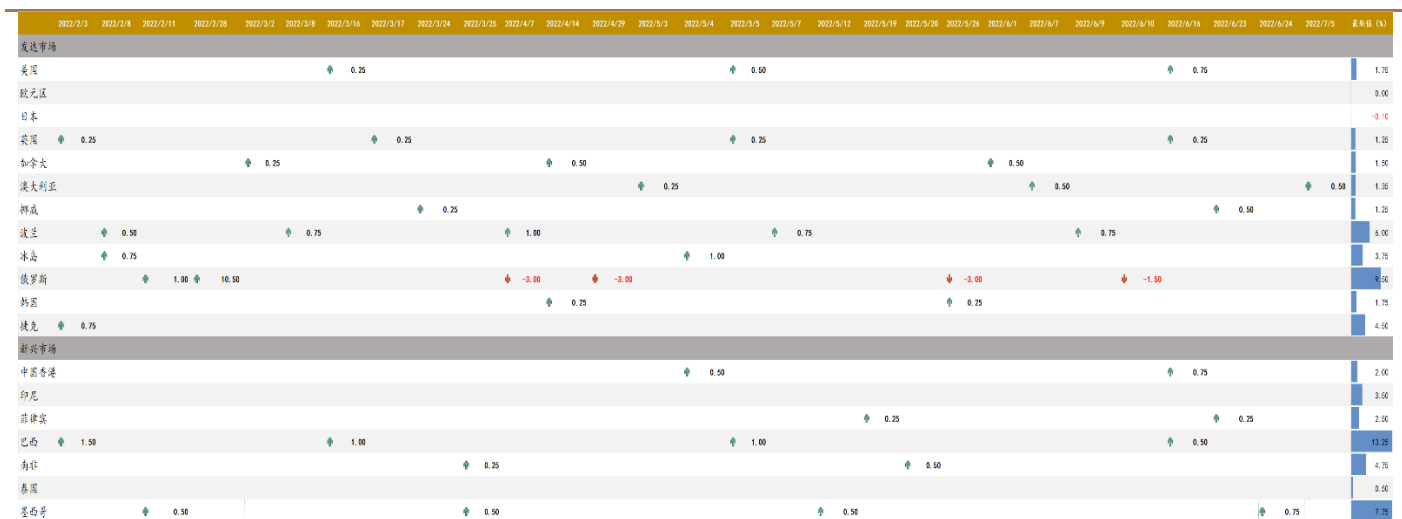 2022/2/3 2022/2/8 2022/2/11 2022/2/28 2022/3/2 2022/3/8 2022/3/16 2022/3/17 2022/3/24 2022/3/25 2022/4/7 2022/4/14 2022/4/29 2022/5/3 2022/5/4 2022/5/5 2022/5/7 2022/5/12 2022/5/19 2022/5/20 2022/5/26 2022/6/1 2022/6/7 2022/6/9 2022/6/10 2022/6/16 2022/6/23 2022/6/24 2022/7/5 最新值 (%)
发达市场
美国 0.25 0.50 0.75 1.75
欧元区 0.00
日本 -0.10
英国 0.25 0.25 0.25 0.25 1.25
加拿大 0.25 0.50 0.50 1.50
澳大利亚 0.25 0.50 0.50 1.35
挪威 0.25 0.50 1.25
波兰 0.50 0.75 1.00 0.75 0.75 6.00
冰岛 0.75 1.00 3.75
俄罗斯 1.00 10.50 -3.00 -3.00 -3.00 -1.50 9.50
韩国 0.25 0.25 1.75
捷克 0.75 4.50
新兴市场
中国香港 0.50 0.75 2.00
印尼 3.50
菲律宾 0.25 0.25 2.50
巴西 1.50 1.00 1.00 0.50 13.25
南非 0.25 0.50 4.75
泰国 0.50
墨西哥 0.50 0.50 0.50 0.75 7.75